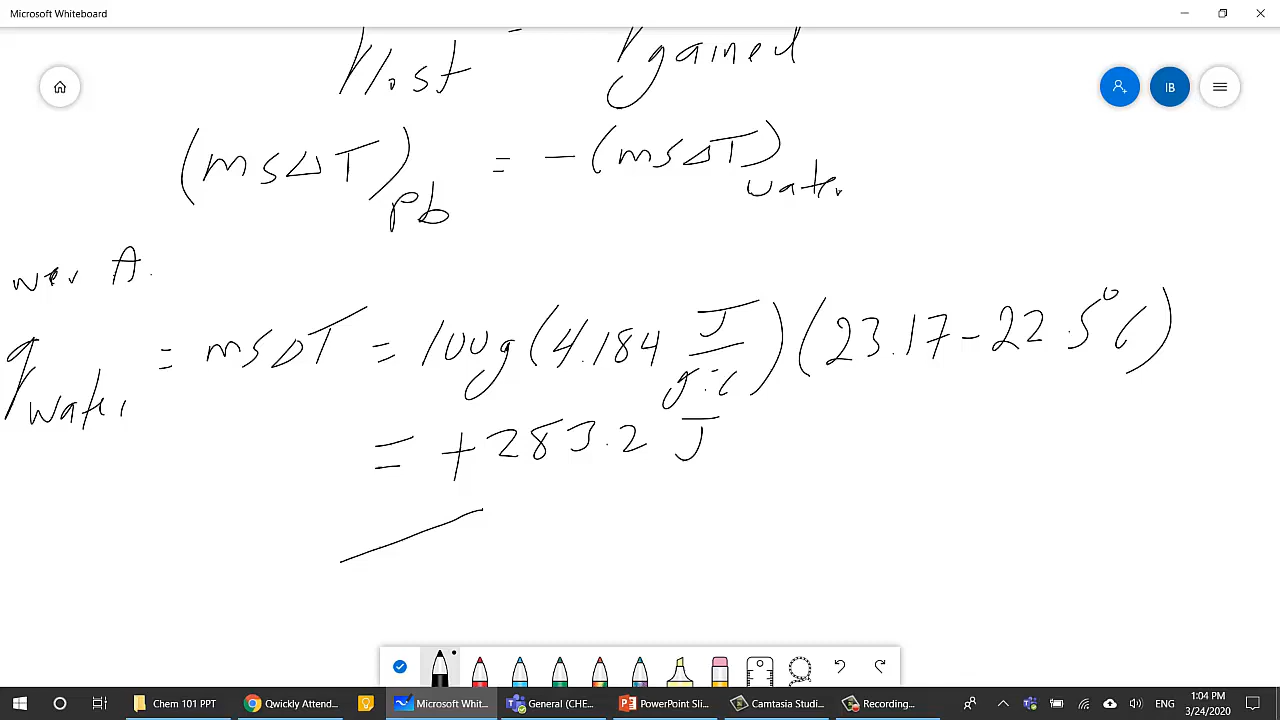 Microsoft Whiteboard
lost = gained
IB
(msΔT)pb = -(msΔT)water
wer A.
qwater = msΔT = 100g(4.184 J/g·c)(23.17-22.5°C)
= +283.2 J
Chem 101 PPT
Qwickly Attend...
Microsoft Whit...
General (CHE...
PowerPoint Sli...
Camtasia Studi...
Recording...
ENG
1:04 PM
3/24/2020